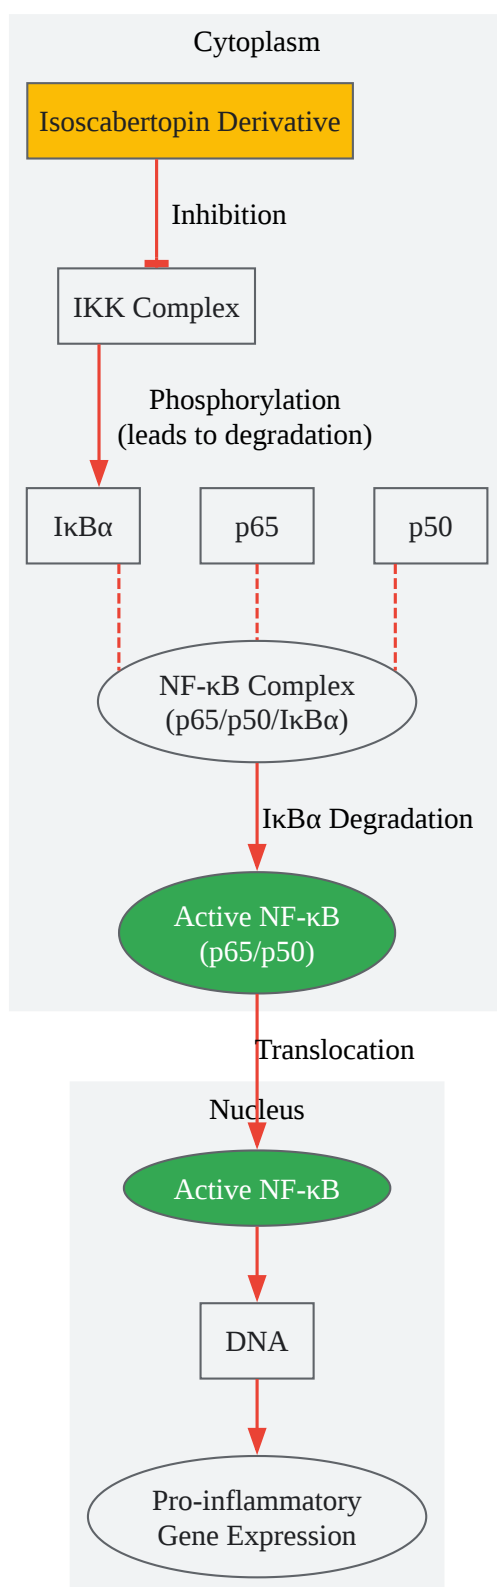 Cytoplasm
Isoscabertopin Derivative
Inhibition
IKK Complex
Phosphorylation
(leads to degradation)
IκBα
p65
p50
NF-κB Complex
(p65/p50/IκBα)
IκBα Degradation
Active NF-κB
(p65/p50)
Translocation
Nucleus
Active NF-κB
DNA
Pro-inflammatory
Gene Expression